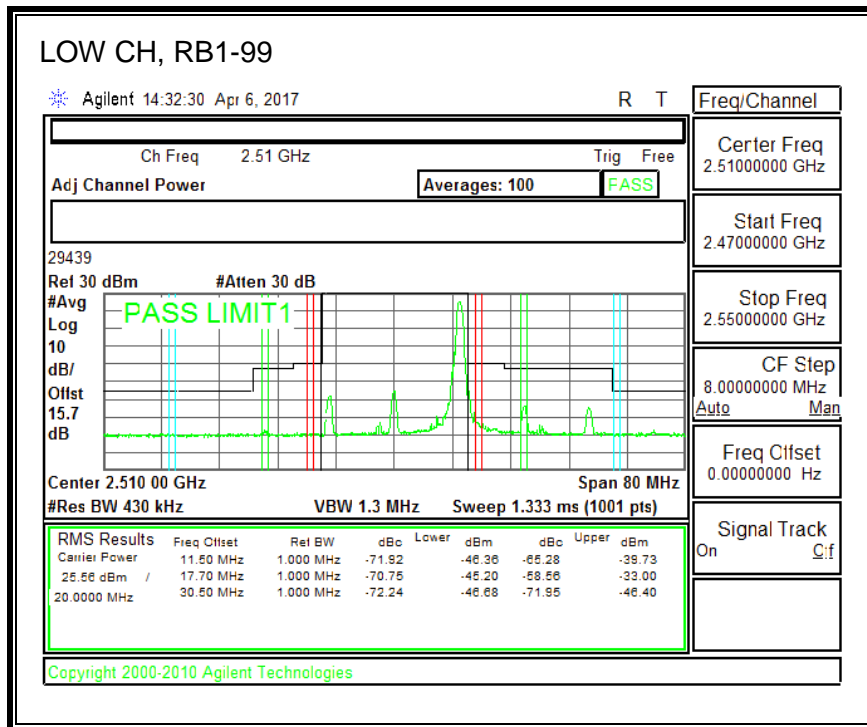 LOW CH, RB1-99
Agilent 14:32:30 Apr 6, 2017 R T
Freq/Channel
Ch Freq 2.51 GHz Trig Free
Adj Channel Power Averages: 100 PASS
Center Freq
2.51000000 GHz
Start Freq
2.47000000 GHz
Stop Freq
2.55000000 GHz
CF Step
8.00000000 MHz
Auto Man
Freq Offset
0.00000000 Hz
Signal Track
On Off
29439
Ref 30 dBm #Atten 30 dB
#Avg
Log
10
dB/
Offst
15.7
dB
PASS LIMIT1
Center 2.510 00 GHz Span 80 MHz
#Res BW 430 kHz VBW 1.3 MHz Sweep 1.333 ms (1001 pts)
RMS Results Freq Offset Ref BW dBc Lower dBm dBc Upper dBm
Carrier Power 11.50 MHz 1.000 MHz -71.92 -46.36 -65.28 -39.73
25.56 dBm / 17.70 MHz 1.000 MHz -70.75 -45.20 -58.56 -33.00
20.0000 MHz 30.50 MHz 1.000 MHz -72.24 -46.68 -71.95 -46.40
Copyright 2000-2010 Agilent Technologies